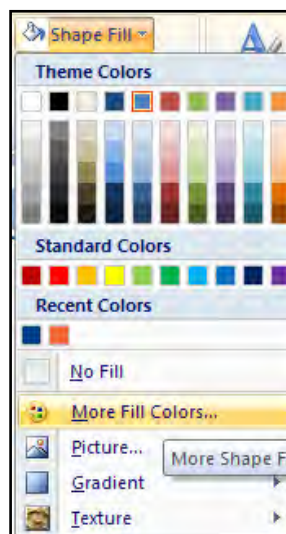 Shape Fill
Theme Colors
Standard Colors
Recent Colors
No Fill
More Fill Colors...
Picture...
More Shape F
Gradient
Texture